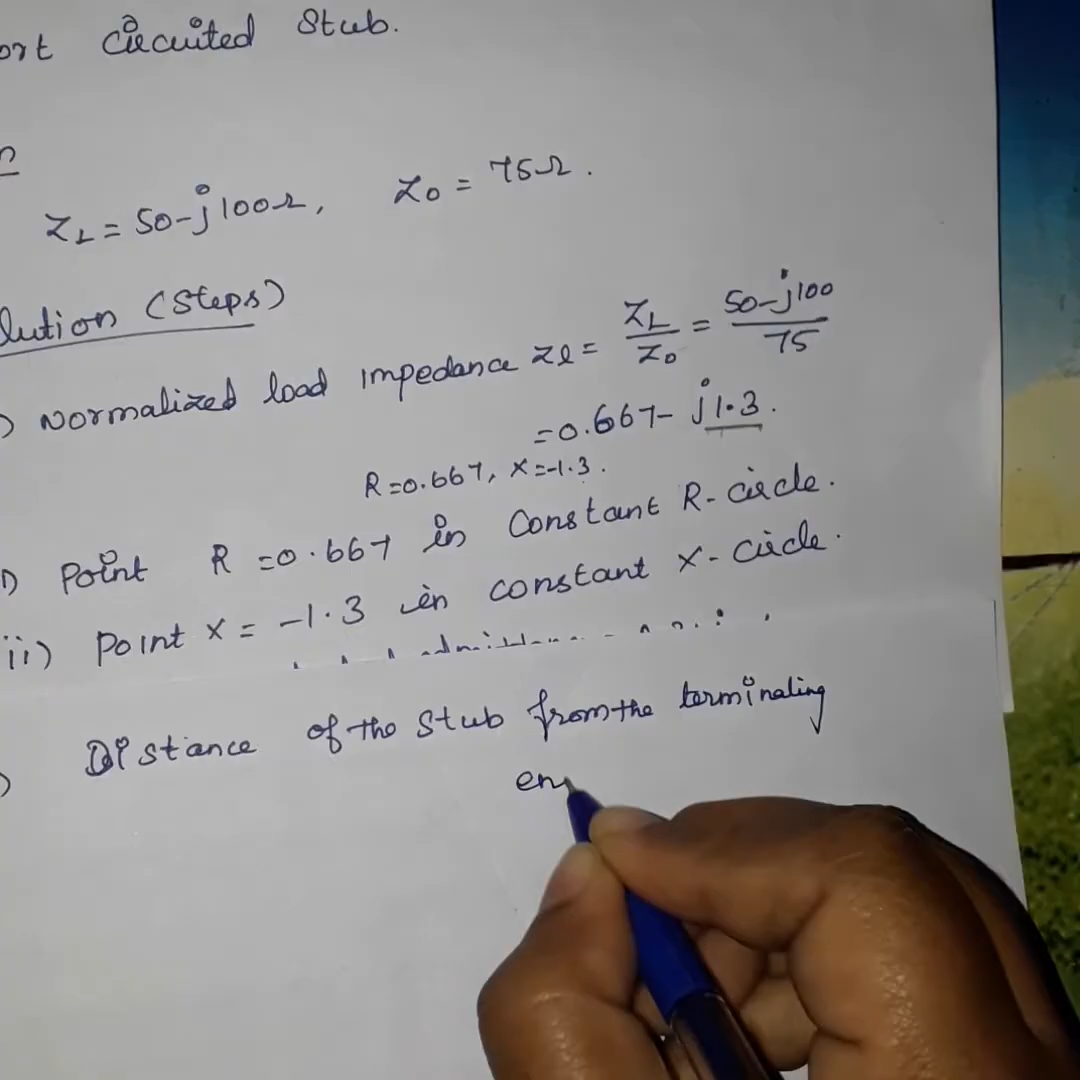 ort circuited Stub.
n
ZL = 50-j100Ω, Z0 = 75Ω.
lution (Steps)
) Normalized load impedance zl = ZL/Z0 = 50-j100/75
=0.667- j1.3.
R=0.667, X=-1.3.
i) Point R =0.667 in constant R-circle.
ii) Point X = -1.3 in constant X-circle.
) Distance of the stub from the terminaling
en